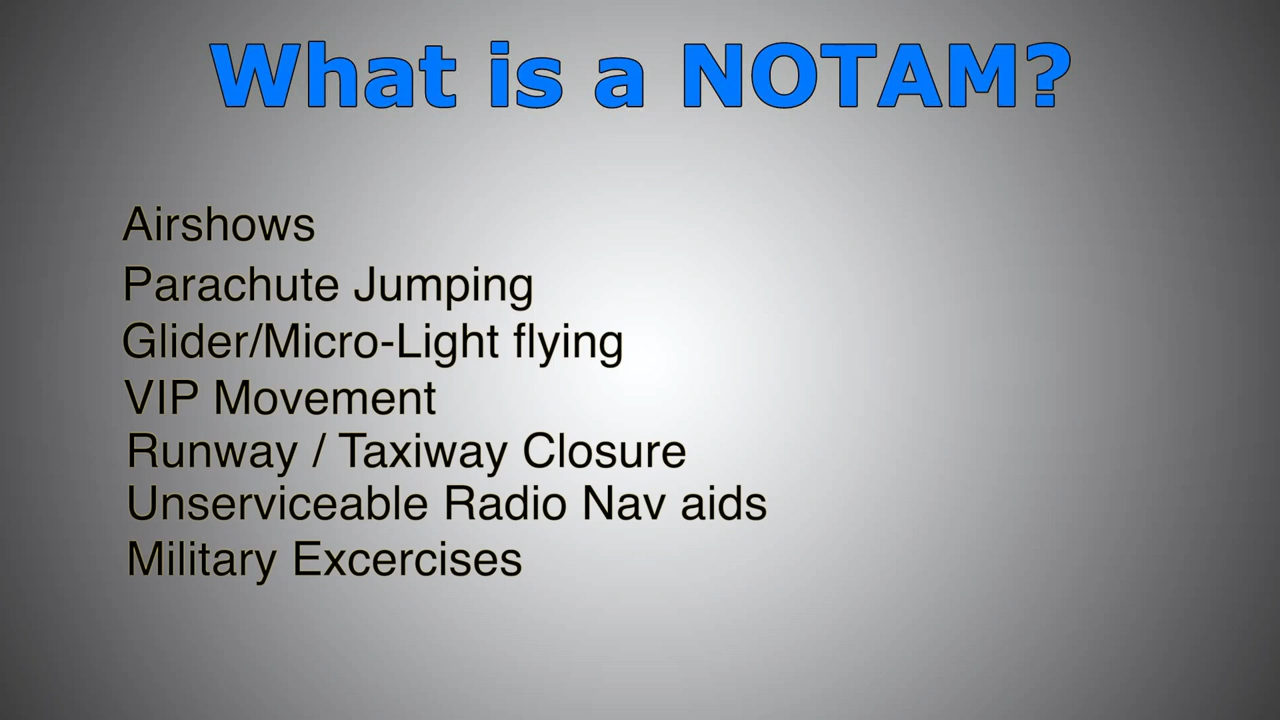 What is a NOTAM?
Airshows
Parachute Jumping
Glider/Micro-Light flying
VIP Movement
Runway / Taxiway Closure
Unserviceable Radio Nav aids
Military Excercises